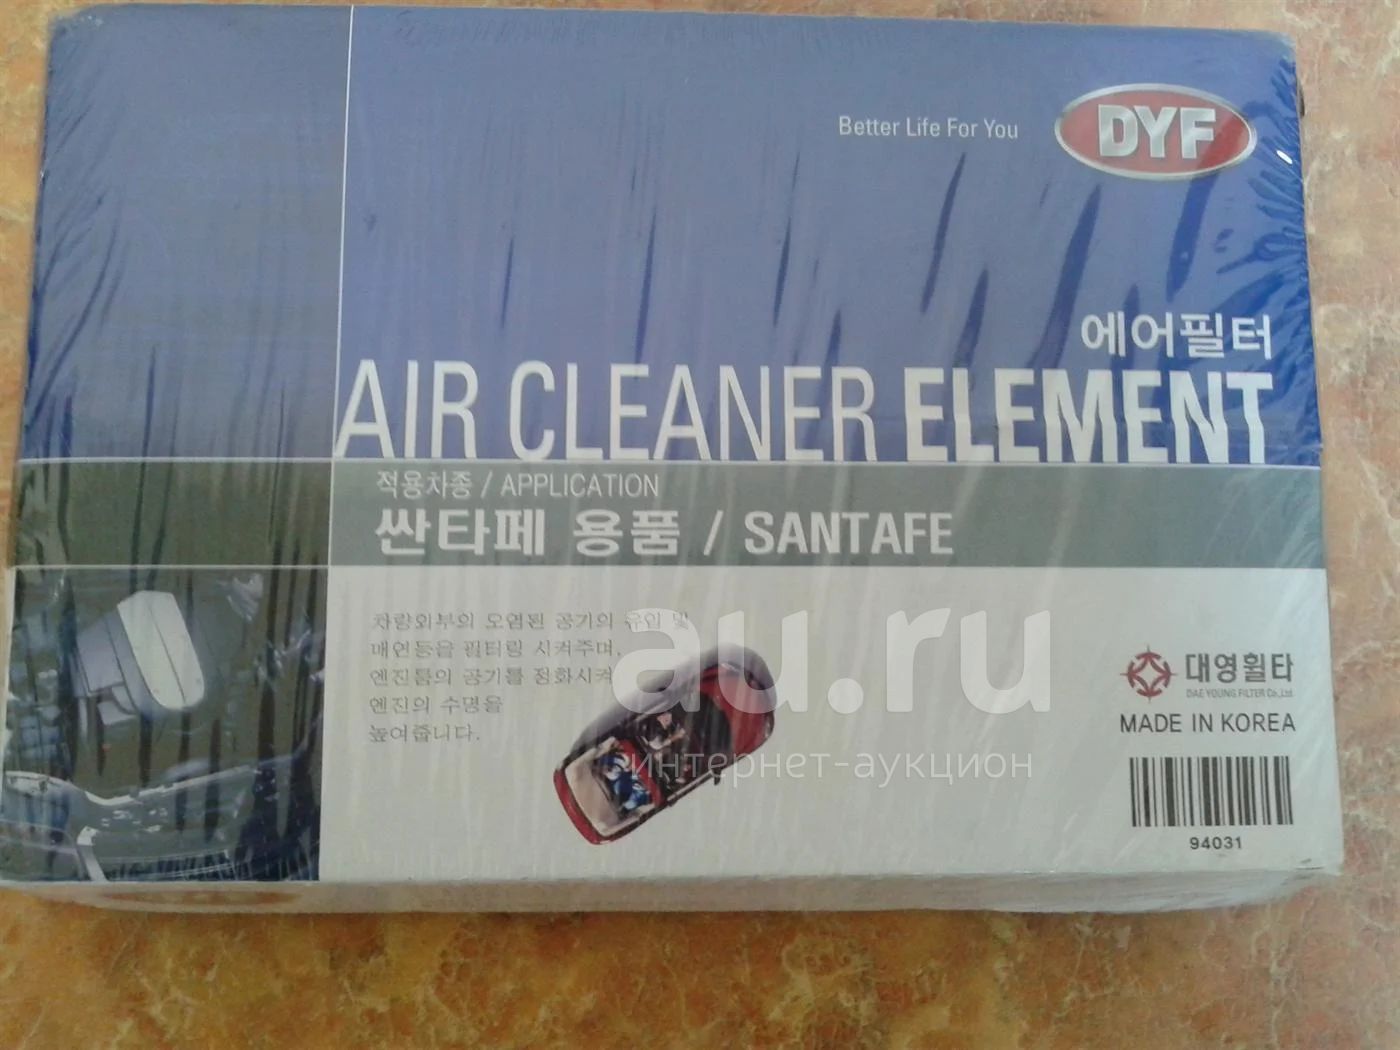 Better Life For You
DYF
에어필터
AIR CLEANER ELEMENT
적용차종 / APPLICATION
싼타페 용품 / SANTAFE
차량외부의 오염된 공기의 유입 및
매연등을 필터링 시켜주며,
엔진룸의 공기를 정화시켜
엔진의 수명을
높여줍니다.
au.ru
интернет-аукцион
대영휠타
DAE YOUNG FILTER Co.,Ltd.
MADE IN KOREA
94031